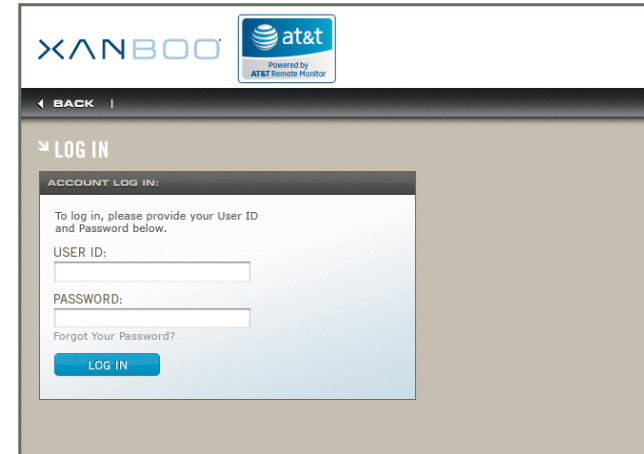 XANBOO
at&t
Powered by
AT&T Remote Monitor
BACK |
LOG IN
ACCOUNT LOG IN:
To log in, please provide your User ID
and Password below.
USER ID:
PASSWORD:
Forgot Your Password?
LOG IN